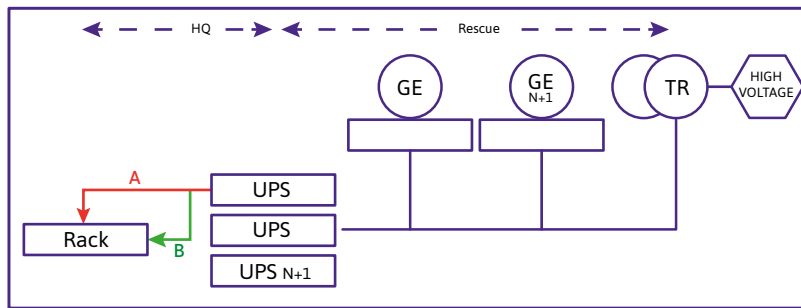 HQ
Rescue
GE
GE
N+1
TR
HIGH
VOLTAGE
A
UPS
Rack
B
UPS
UPS N+1